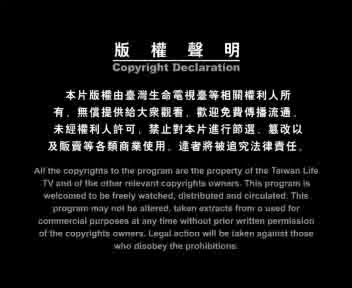 版權聲明
Copyright Declaration
本片版權由臺灣生命電視臺等相關權利人所
有，無償提供給大衆觀看，歡迎免費傳播流通，
未經權利人許可，禁止對本片進行節選、篡改以
及販賣等各類商業使用，違者將被追究法律責任。
All the copyrights to the program are the property of the Taiwan Life
TV and of the other relevant copyrights owners. This program is
welcomed to be freely watched, distributed and circulated. This
program may not be altered, taken extracts from o used for
commercial purposes at any time without prior written permission
of the copyrights owners. Legal action will be taken against those
who disobey the prohibitions.